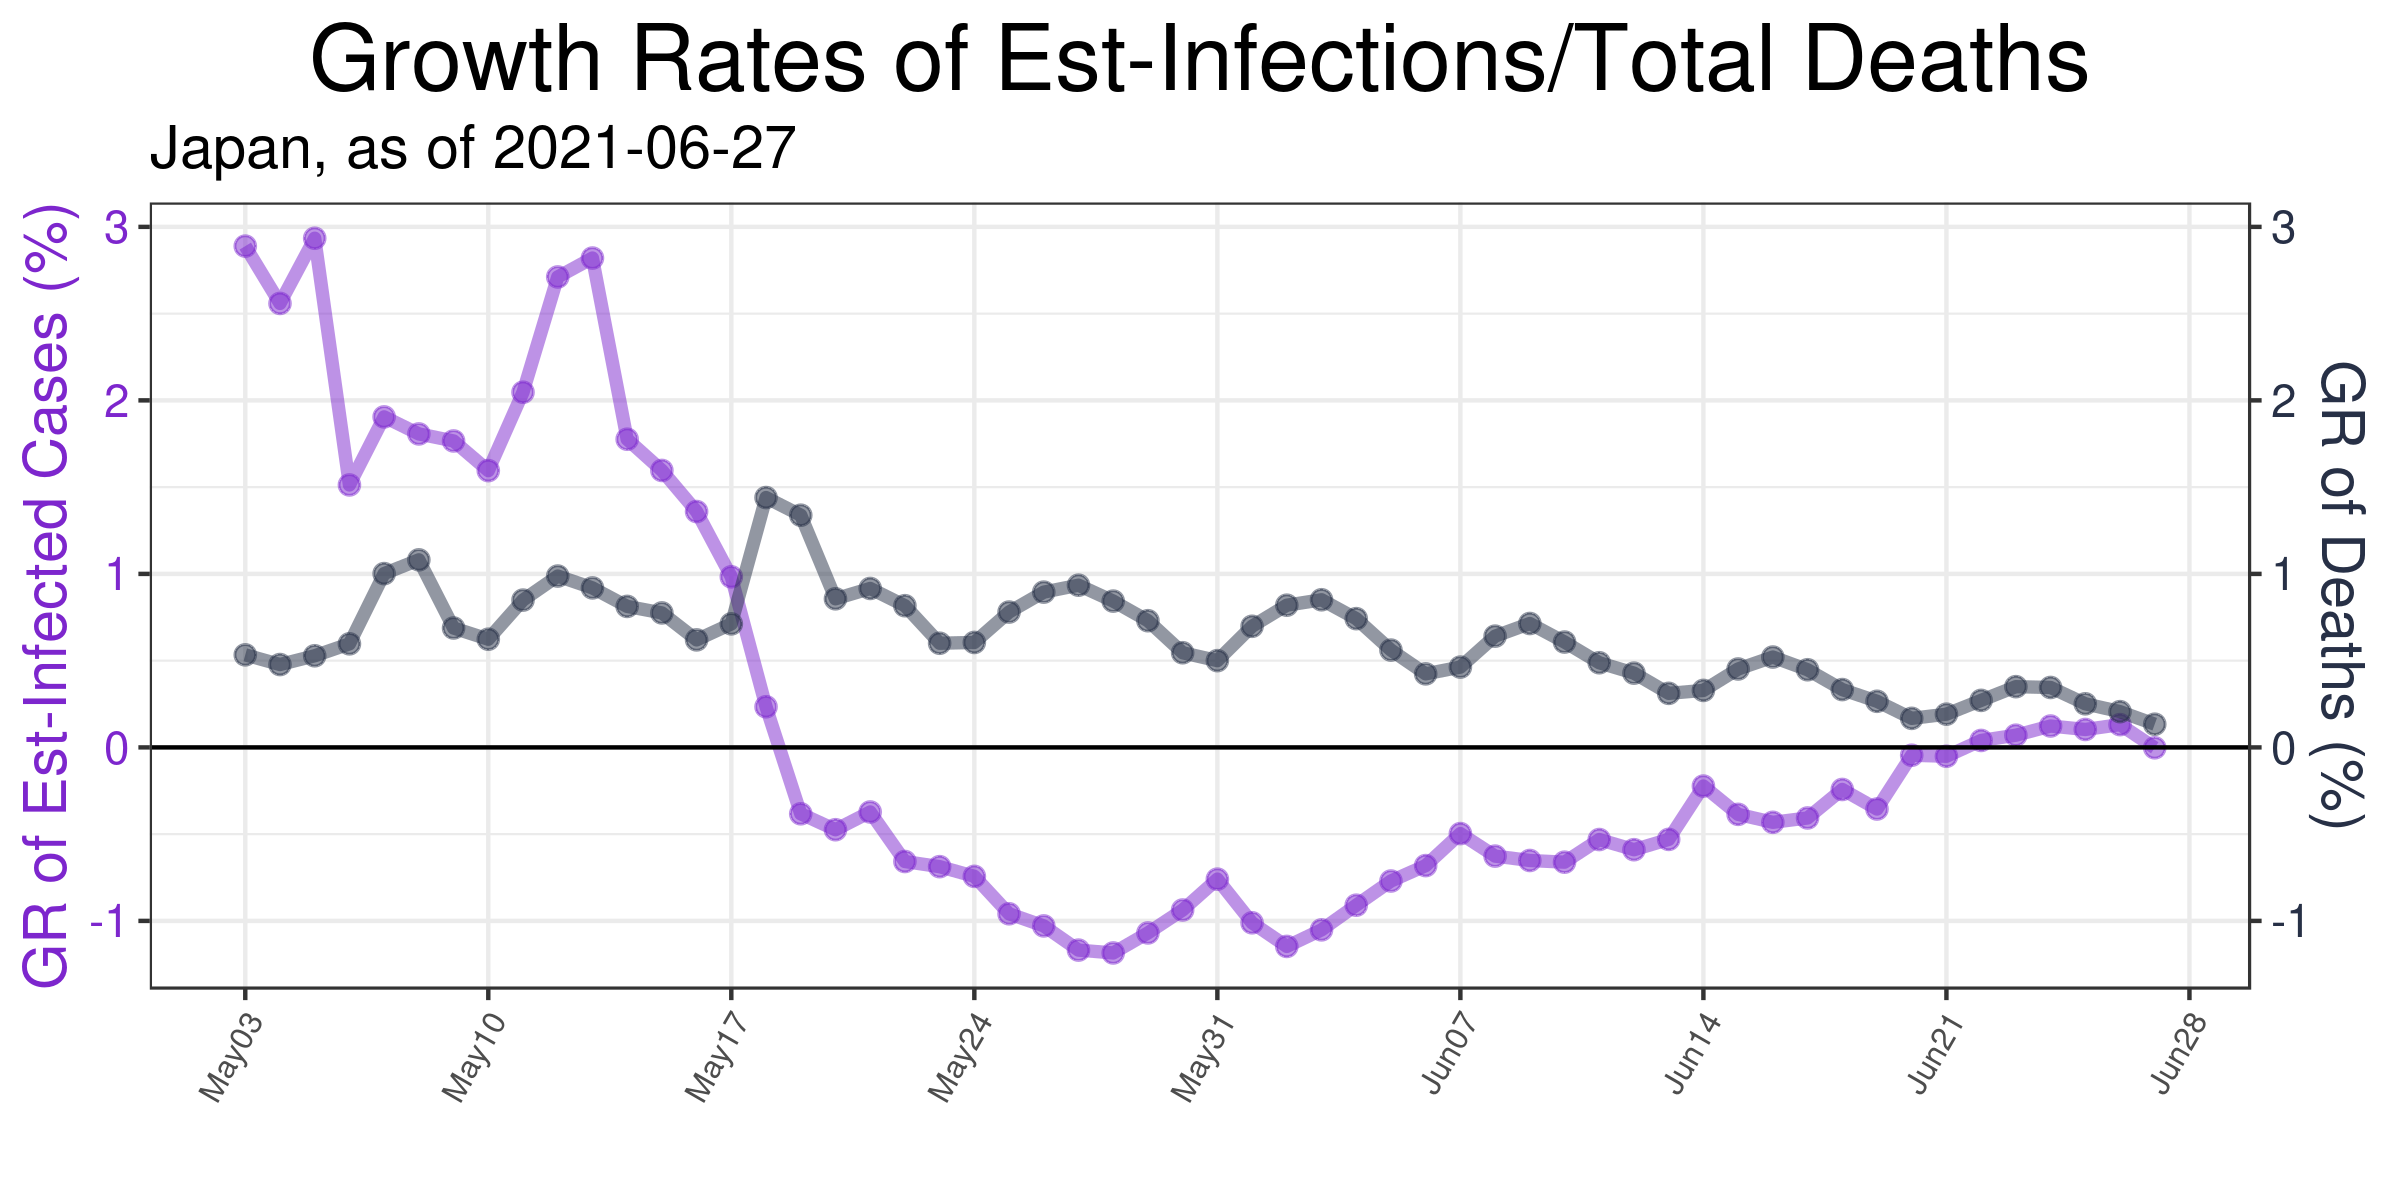 Growth Rates of Est-Infections/Total Deaths
Japan, as of 2021-06-27
GR of Est-Infected Cases (%)
3
2
1
0
-1
3
2
1
0
-1
GR of Deaths (%)
May03
May10
May17
May24
May31
Jun07
Jun14
Jun21
Jun28